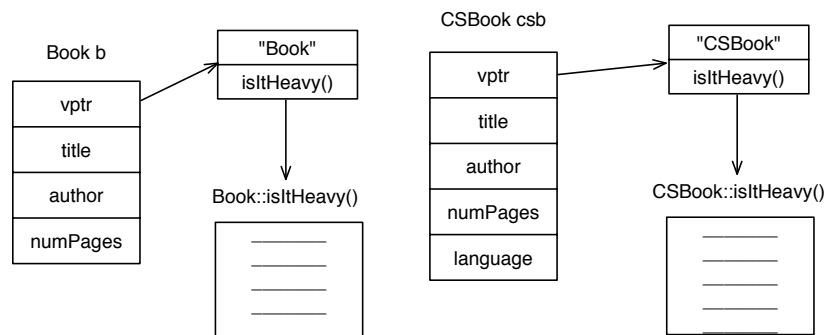 Book b
"Book"
isItHeavy()
vptr
title
author
numPages
Book::isItHeavy()
CSBook csb
"CSBook"
isItHeavy()
vptr
title
author
numPages
language
CSBook::isItHeavy()